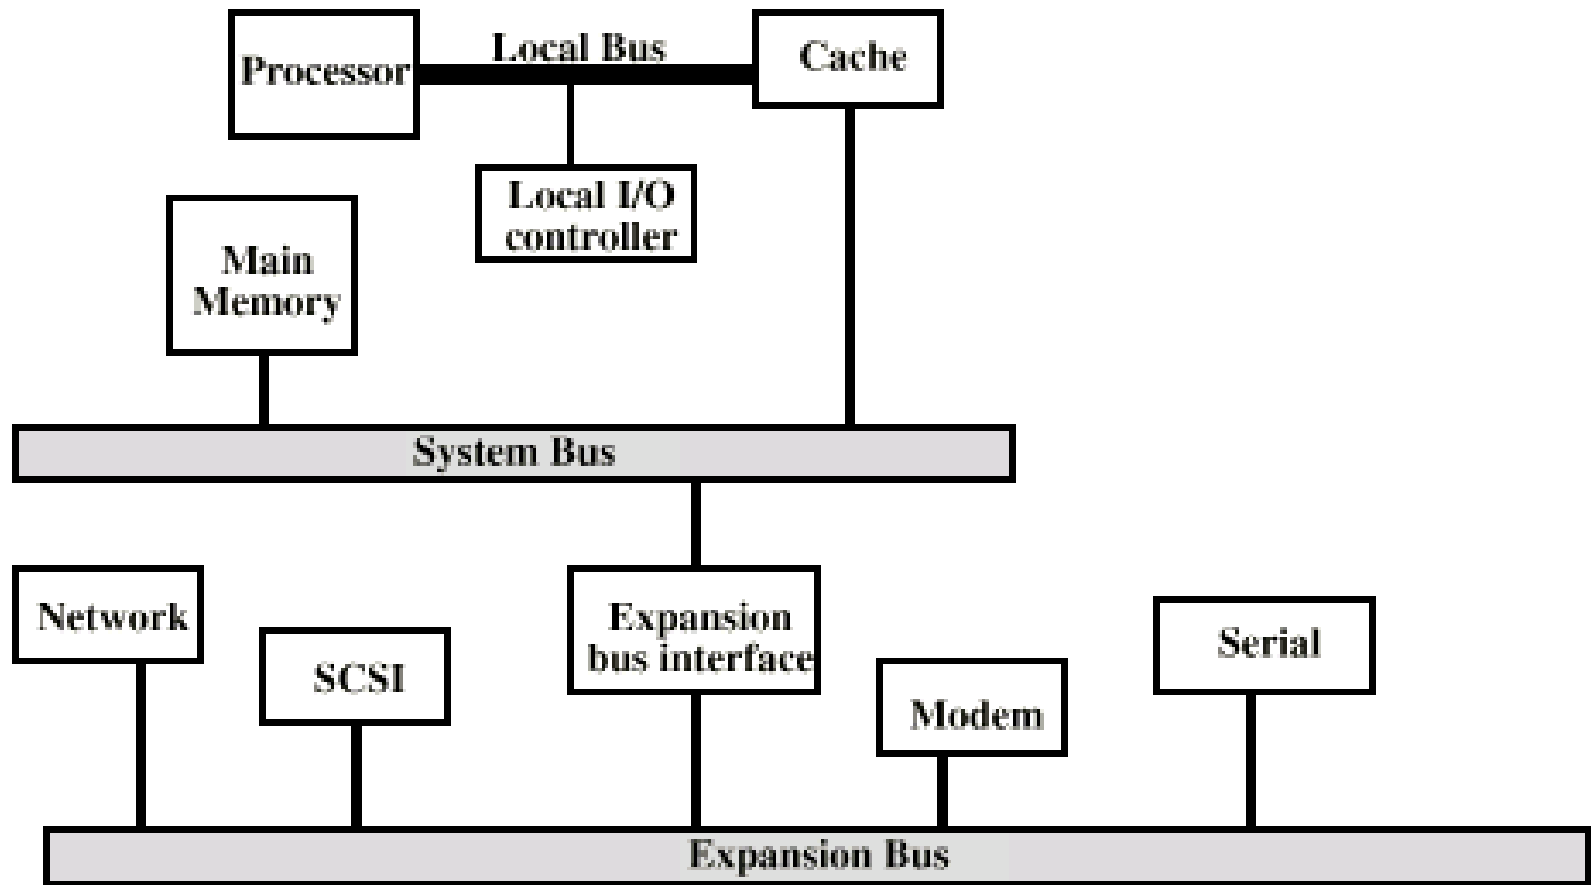 Local Bus
Processor
Cache
Local I/O
controller
Main
Memory
System Bus
Network
SCSI
Expansion
bus interface
Modem
Serial
Expansion Bus